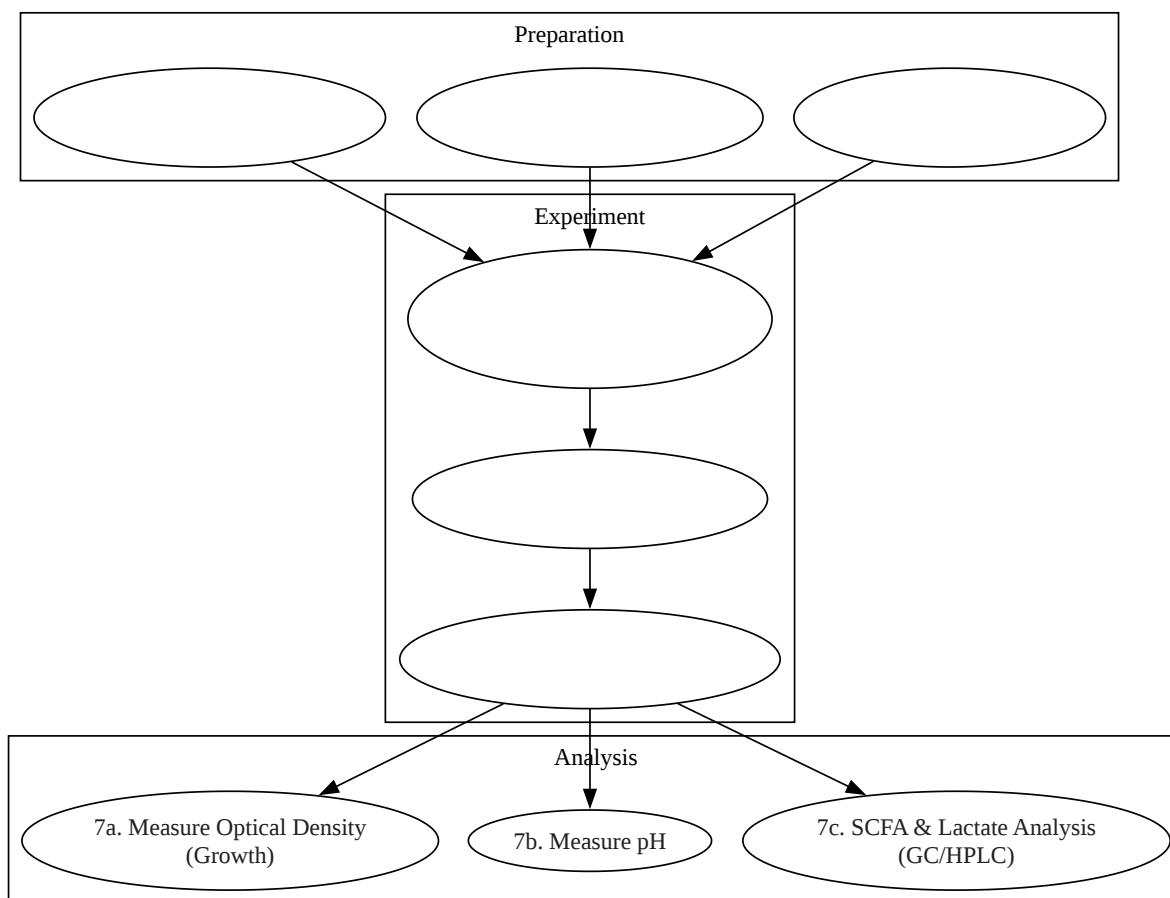 Preparation
Experiment
Analysis
7a. Measure Optical Density
(Growth)
7b. Measure pH
7c. SCFA & Lactate Analysis
(GC/HPLC)